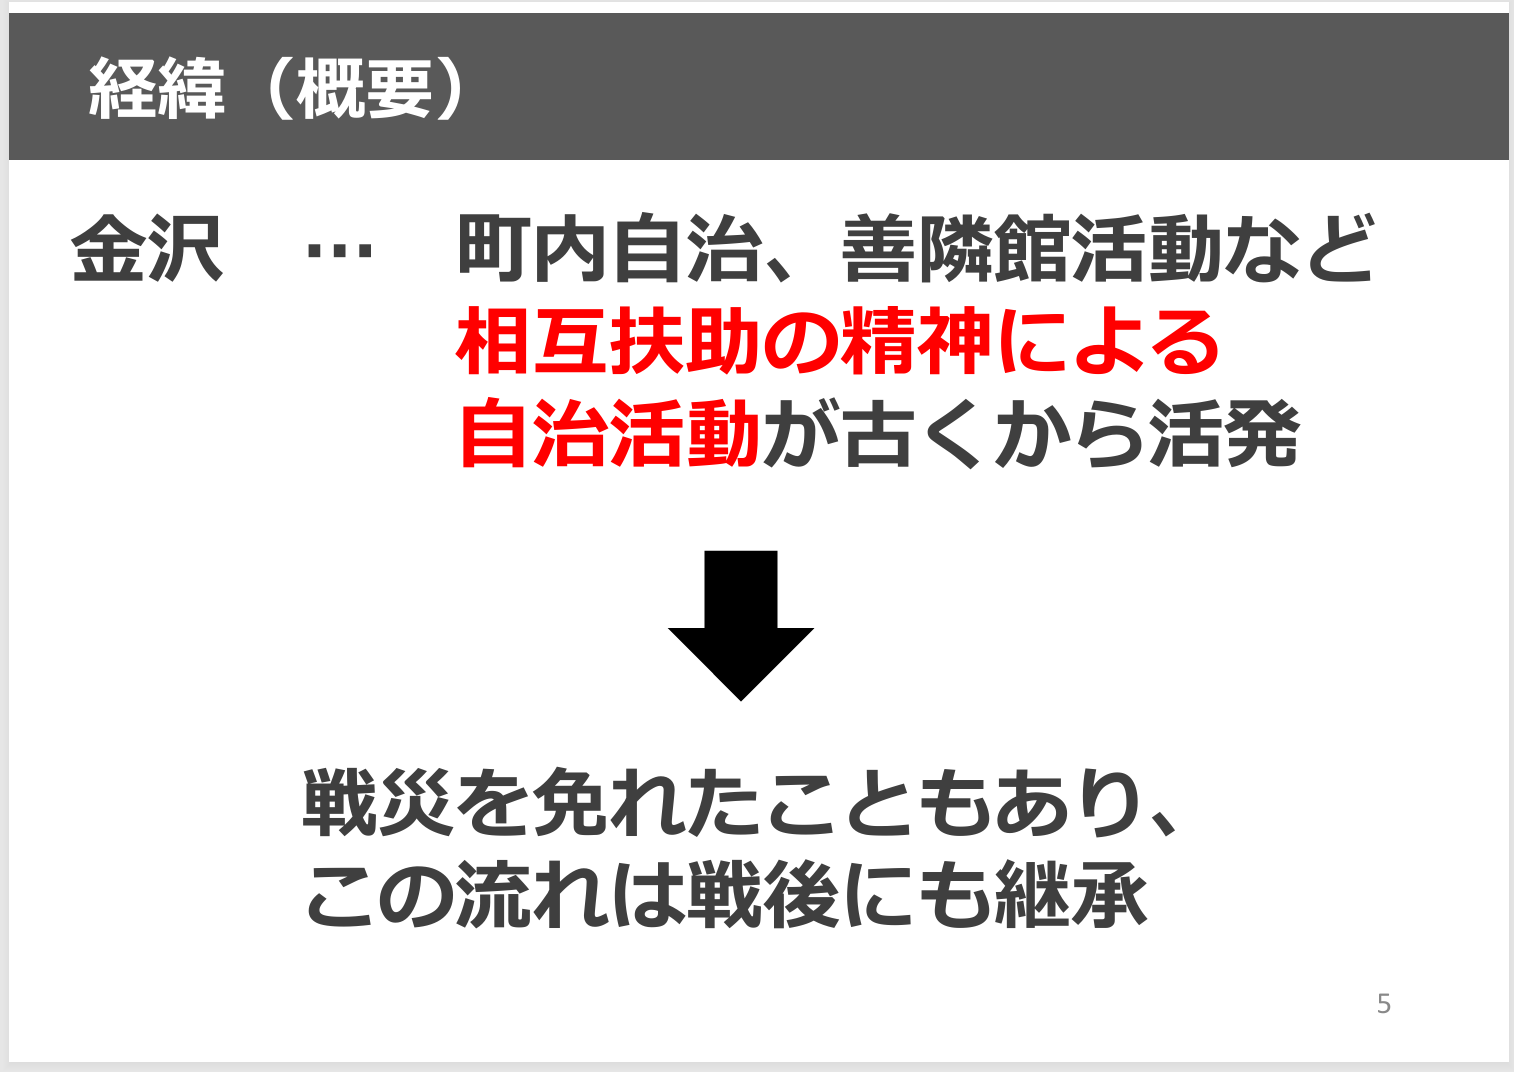 経緯（概要）
金沢　…　町内自治、善隣館活動など
相互扶助の精神による
自治活動が古くから活発
戦災を免れたこともあり、
この流れは戦後にも継承
5